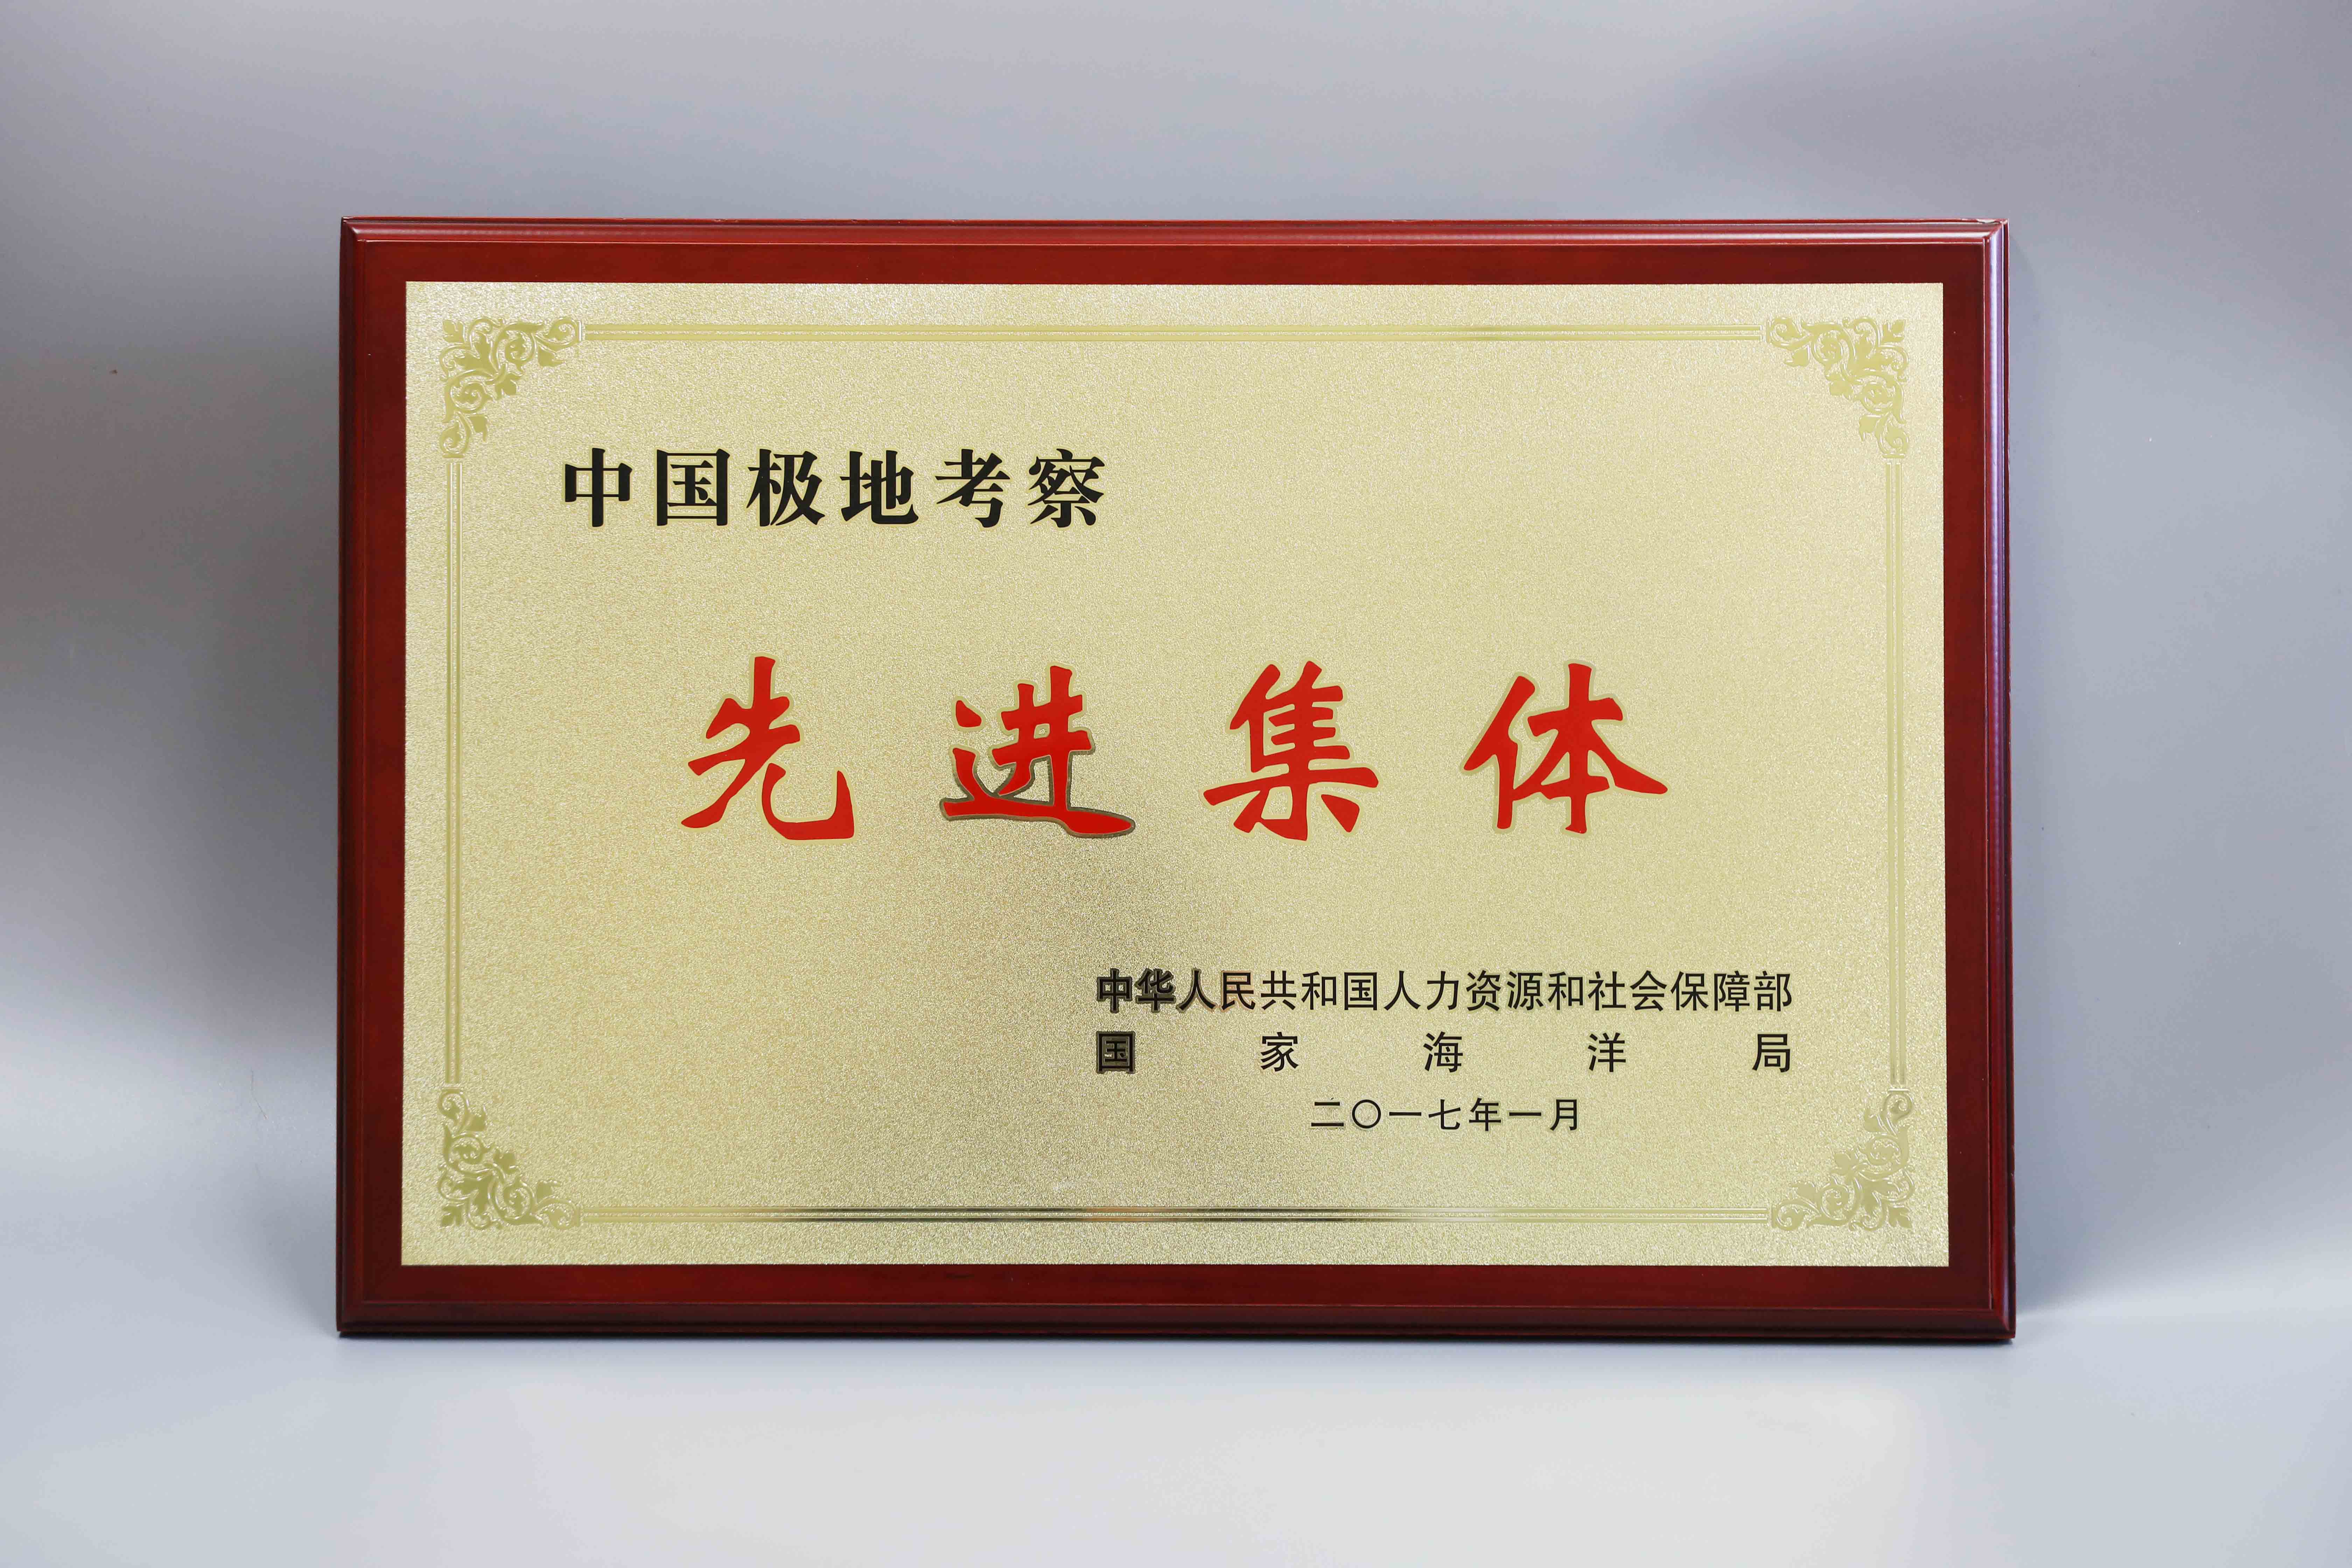 中国极地考察
先进集体
中华人民共和国人力资源和社会保障部
国家海洋局
二〇一七年一月